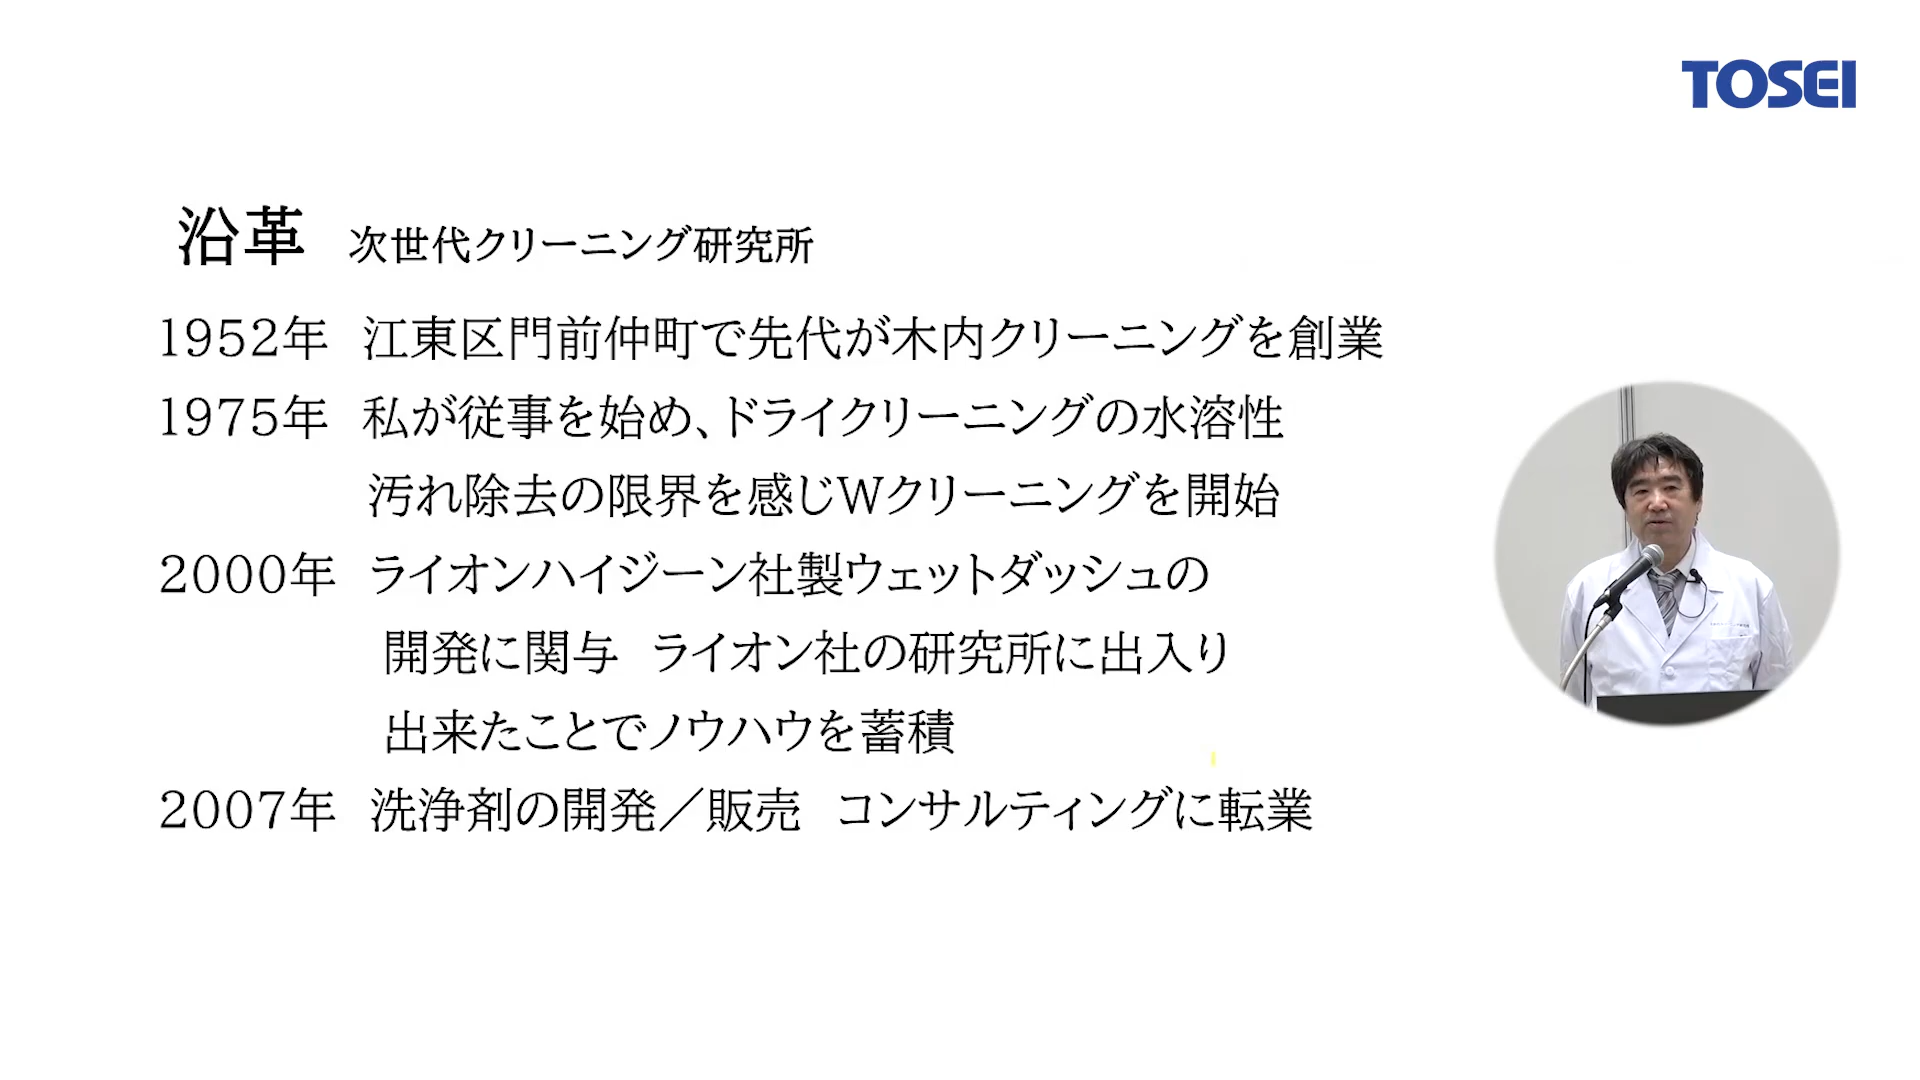 TOSEI
沿革 次世代クリーニング研究所
1952年 江東区門前仲町で先代が木内クリーニングを創業
1975年 私が従事を始め、ドライクリーニングの水溶性
汚れ除去の限界を感じWクリーニングを開始
2000年 ライオンハイジーン社製ウェットダッシュの
開発に関与 ライオン社の研究所に出入り
出来たことでノウハウを蓄積
2007年 洗浄剤の開発／販売 コンサルティングに転業